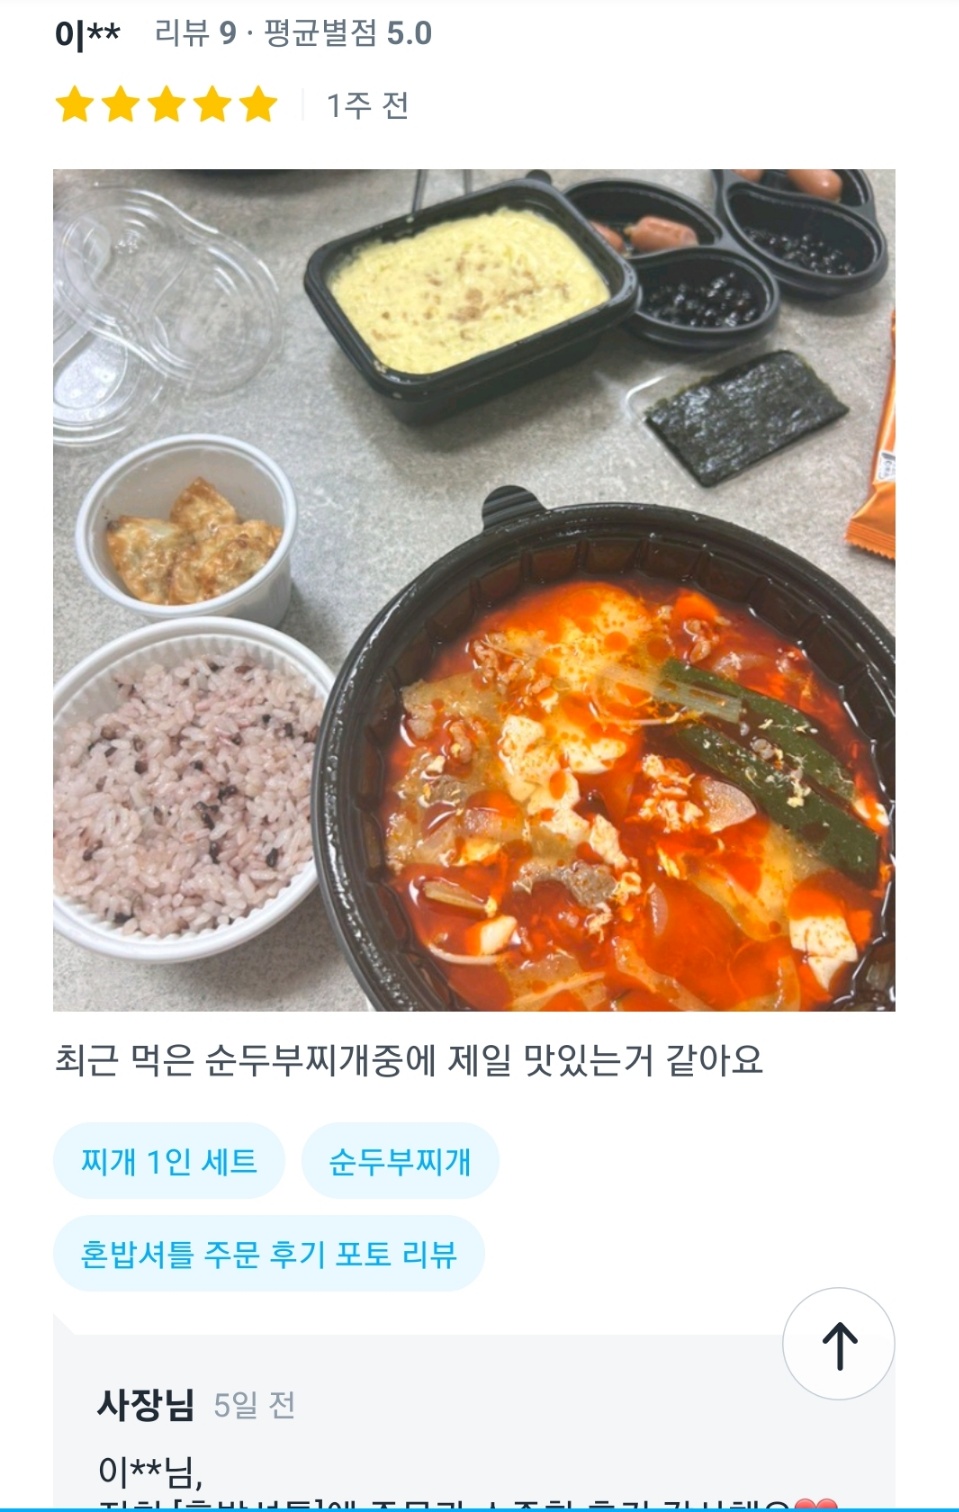 이** 리뷰 9 · 평균별점 5.0
1주 전
최근 먹은 순두부찌개중에 제일 맛있는거 같아요
찌개 1인 세트 순두부찌개
혼밥셔틀 주문 후기 포토 리뷰
사장님 5일 전
이**님,